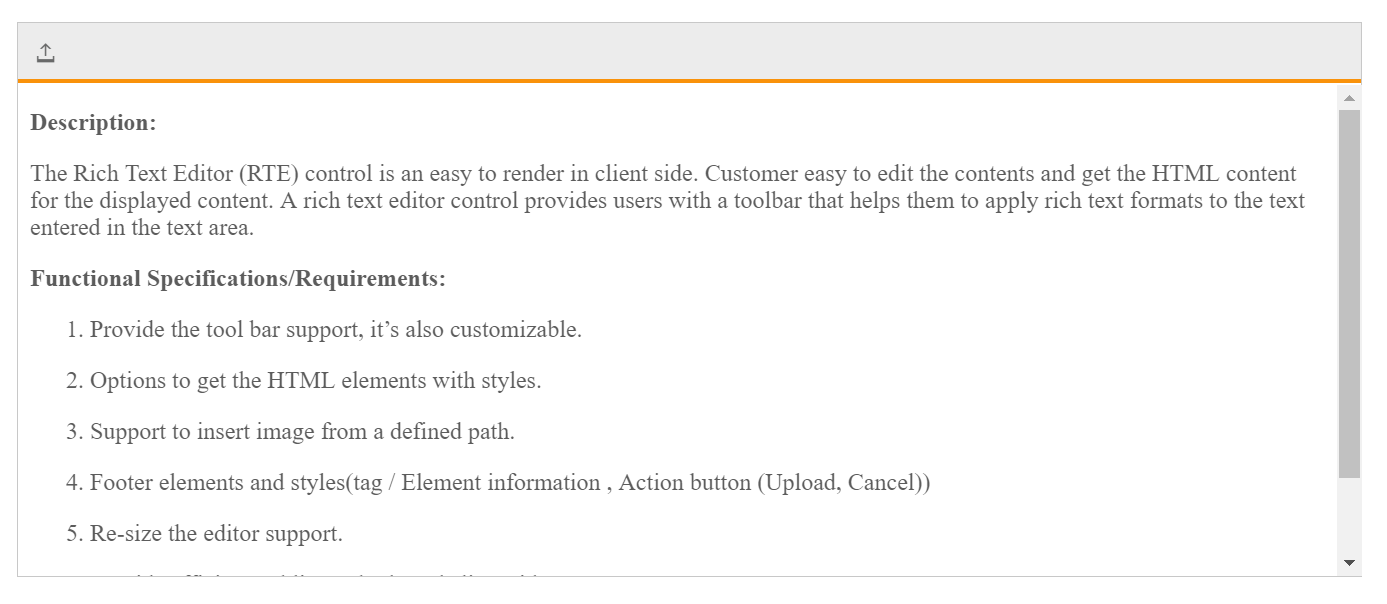 Description:
The Rich Text Editor (RTE) control is an easy to render in client side. Customer easy to edit the contents and get the HTML content
for the displayed content. A rich text editor control provides users with a toolbar that helps them to apply rich text formats to the text
entered in the text area.
Functional Specifications/Requirements:
1. Provide the tool bar support, it’s also customizable.
2. Options to get the HTML elements with styles.
3. Support to insert image from a defined path.
4. Footer elements and styles(tag / Element information , Action button (Upload, Cancel))
5. Re-size the editor support.